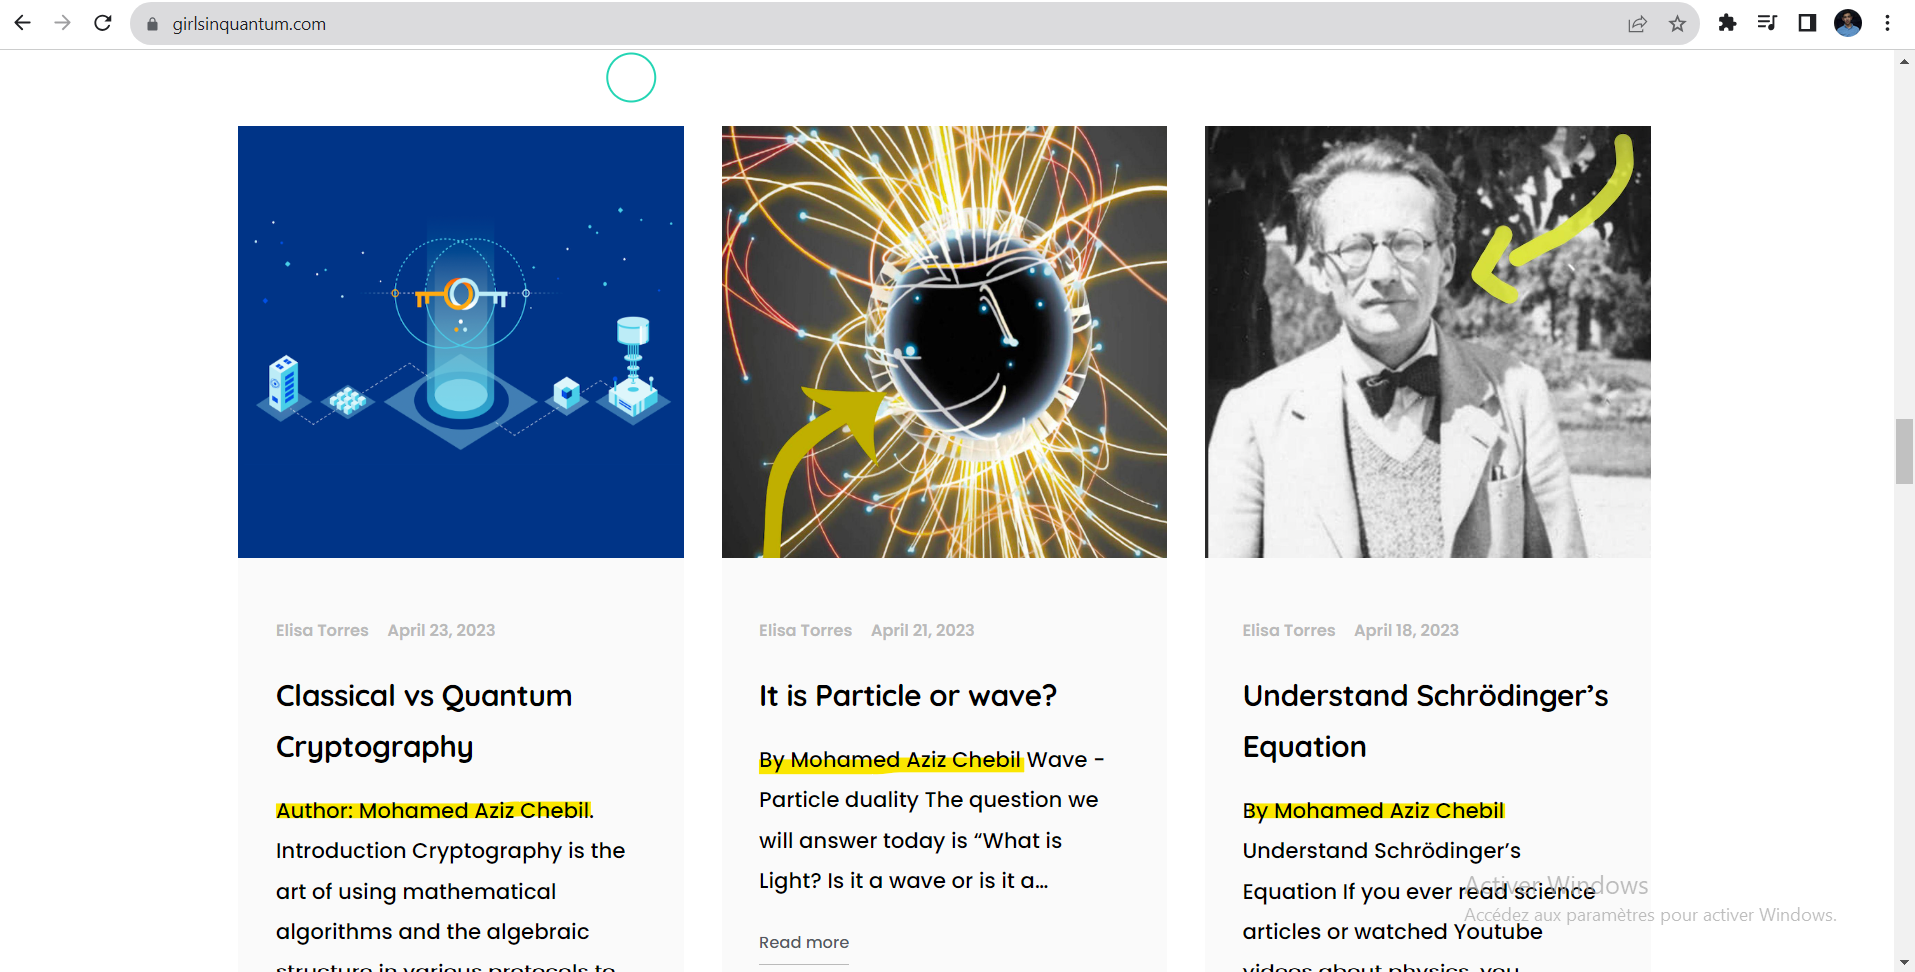 girlsinquantum.com
Elisa Torres April 23, 2023
Classical vs Quantum
Cryptography
Author: Mohamed Aziz Chebil.
Introduction Cryptography is the
art of using mathematical
algorithms and the algebraic
structure in various protocols to
Elisa Torres April 21, 2023
It is Particle or wave?
By Mohamed Aziz Chebil Wave -
Particle duality The question we
will answer today is “What is
Light? Is it a wave or is it a...
Read more
Elisa Torres April 18, 2023
Understand Schrödinger’s
Equation
By Mohamed Aziz Chebil
Understand Schrödinger’s
Equation If you ever read science
articles or watched Youtube
videos about physics, you
Activer Windows
Accédez aux paramètres pour activer Windows.